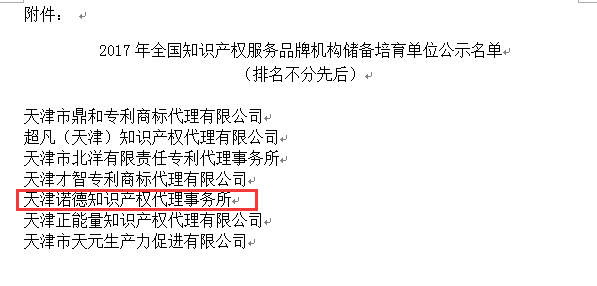 附件：
2017 年全国知识产权服务品牌机构储备培育单位公示名单
（排名不分先后）
天津市鼎和专利商标代理有限公司
超凡（天津）知识产权代理有限公司
天津市北洋有限责任专利代理事务所
天津才智专利商标代理有限公司
天津诺德知识产权代理事务所
天津正能量知识产权代理有限公司
天津市天元生产力促进有限公司